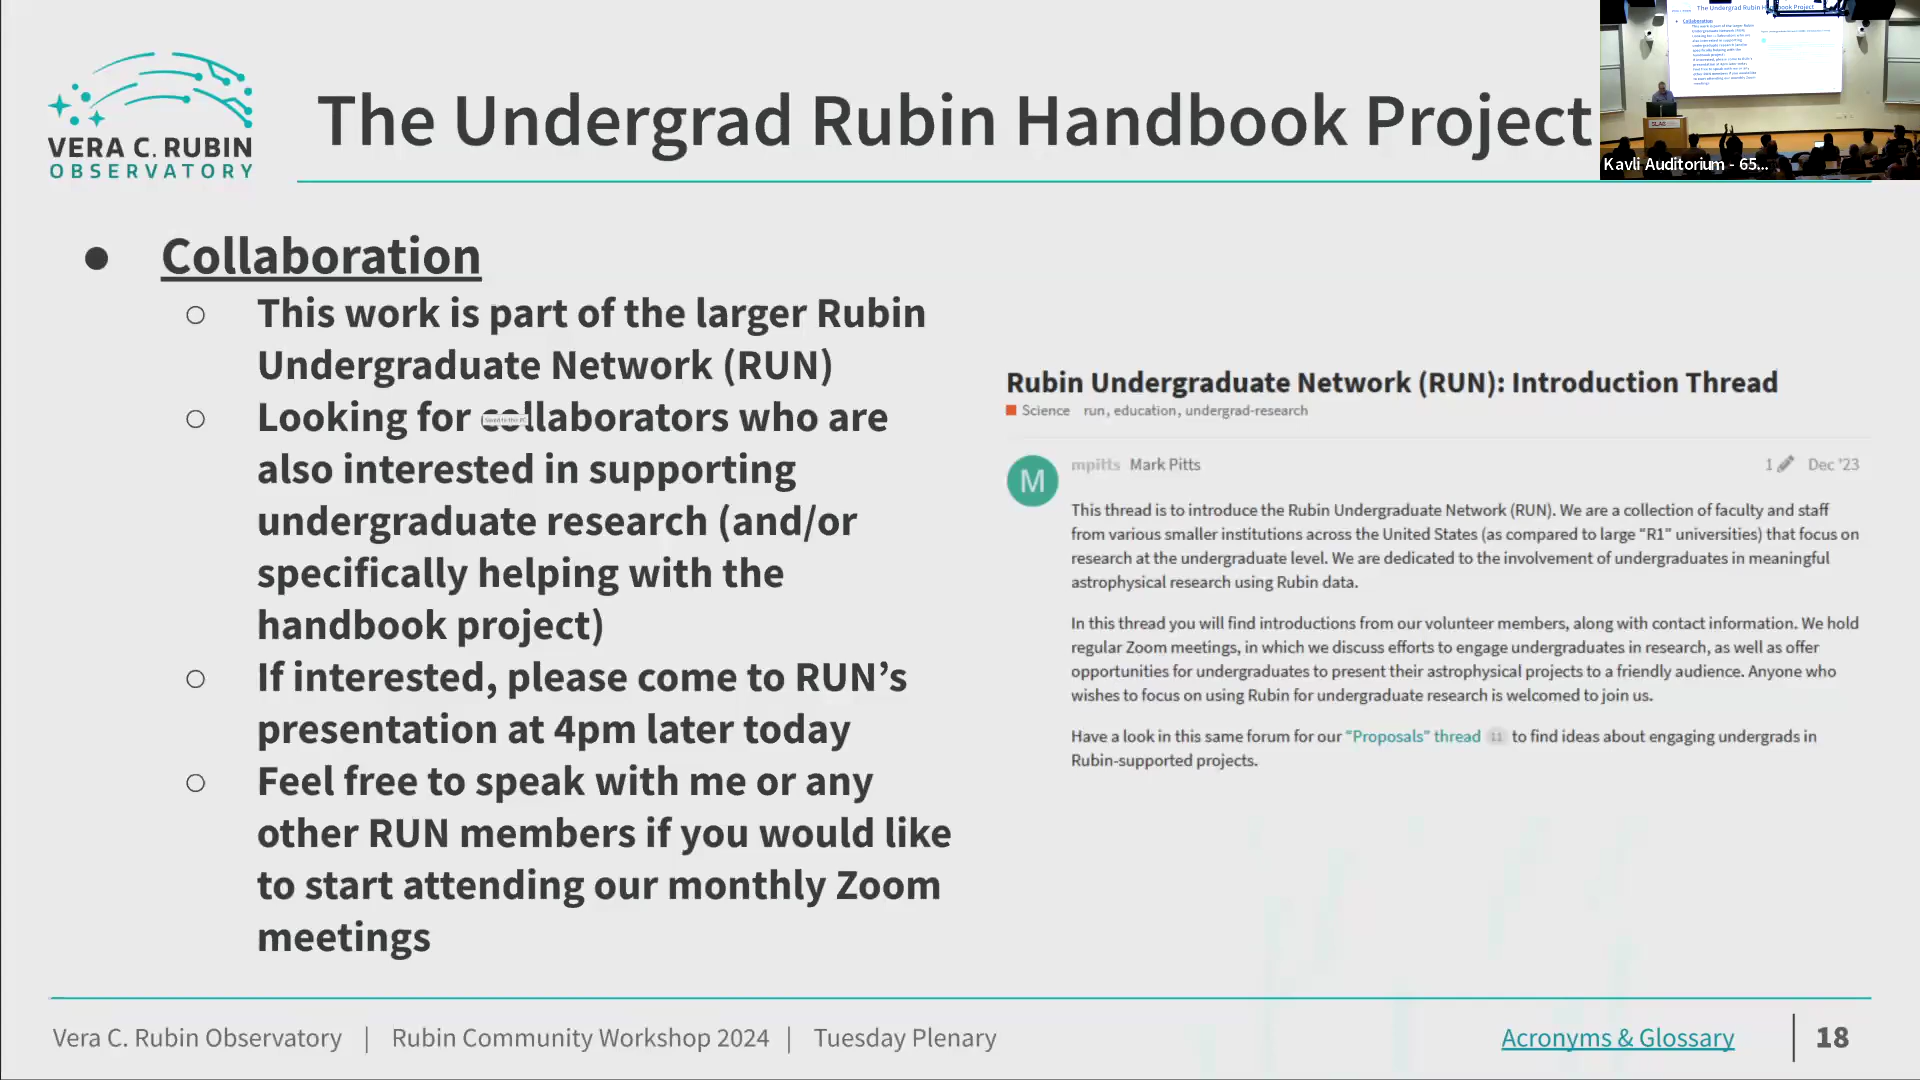 The Undergrad Rubin Handbook Project
VERA C. RUBIN
OBSERVATORY
Kavli Auditorium - 65...
● Collaboration
○ This work is part of the larger Rubin
Undergraduate Network (RUN)
○ Looking for collaborators who are
also interested in supporting
undergraduate research (and/or
specifically helping with the
handbook project)
○ If interested, please come to RUN’s
presentation at 4pm later today
○ Feel free to speak with me or any
other RUN members if you would like
to start attending our monthly Zoom
meetings
Rubin Undergraduate Network (RUN): Introduction Thread
Science run, education, undergrad-research
M
mpitts Mark Pitts 1 Dec '23
This thread is to introduce the Rubin Undergraduate Network (RUN). We are a collection of faculty and staff
from various smaller institutions across the United States (as compared to large "R1" universities) that focus on
research at the undergraduate level. We are dedicated to the involvement of undergraduates in meaningful
astrophysical research using Rubin data.
In this thread you will find introductions from our volunteer members, along with contact information. We hold
regular Zoom meetings, in which we discuss efforts to engage undergraduates in research, as well as offer
opportunities for undergraduates to present their astrophysical projects to a friendly audience. Anyone who
wishes to focus on using Rubin for undergraduate research is welcomed to join us.
Have a look in this same forum for our "Proposals" thread 11 to find ideas about engaging undergrads in
Rubin-supported projects.
Vera C. Rubin Observatory | Rubin Community Workshop 2024 | Tuesday Plenary
Acronyms & Glossary | 18